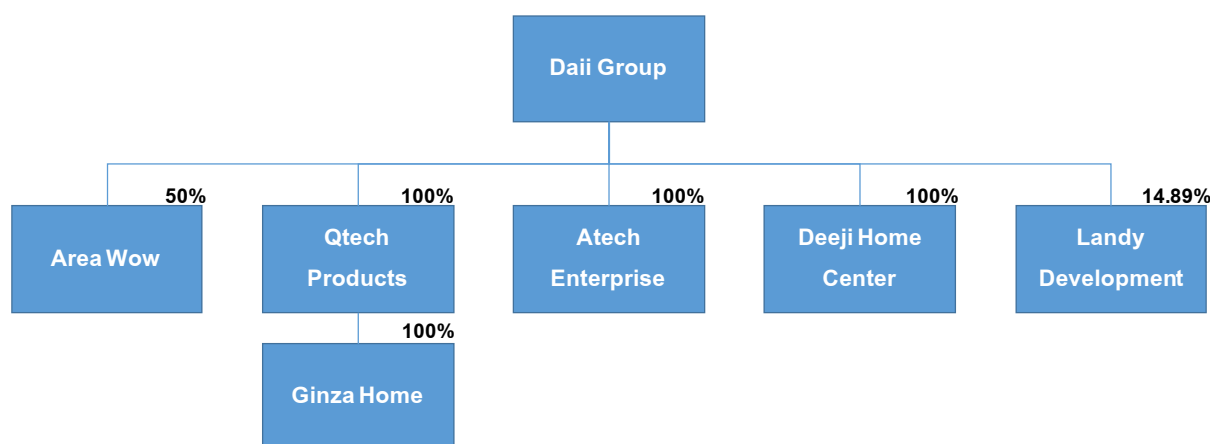 Daii Group
50%
100%
100%
100%
14.89%
Area Wow
Qtech
Products
Atech
Enterprise
Deeji Home
Center
Landy
Development
100%
Ginza Home